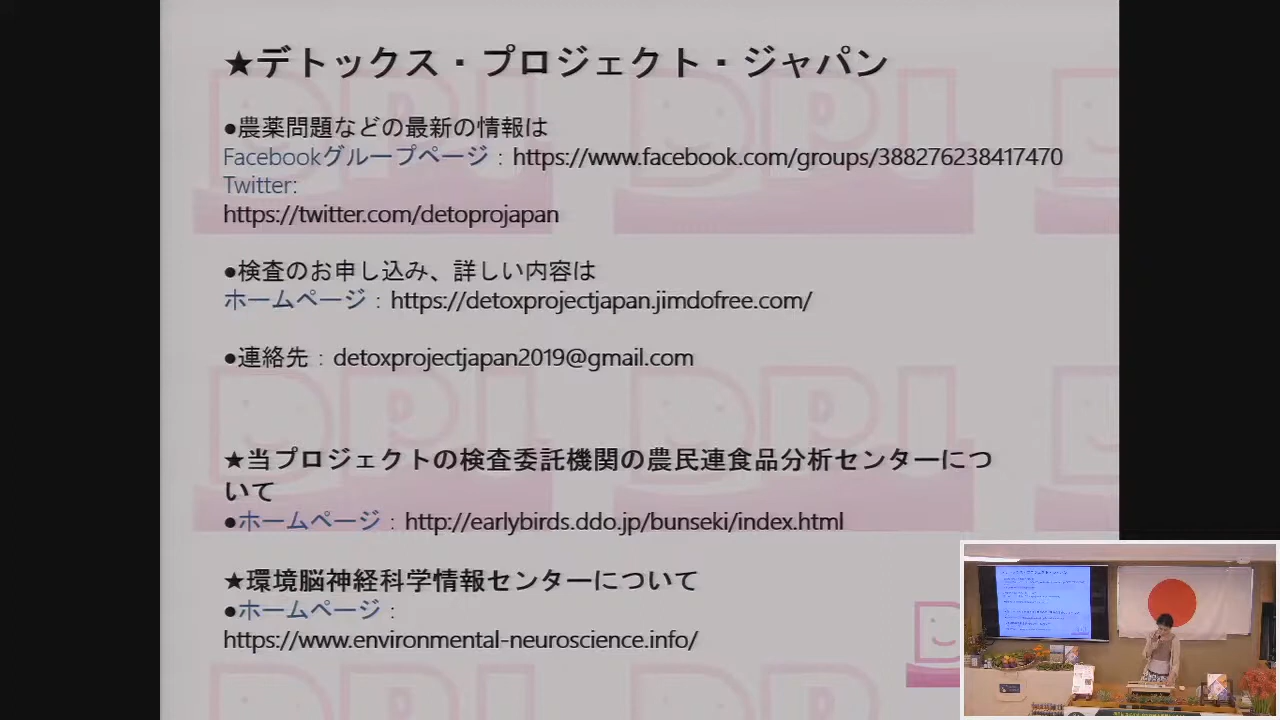 ★デトックス・プロジェクト・ジャパン
●農薬問題などの最新の情報は
Facebookグループページ：https://www.facebook.com/groups/388276238417470
Twitter:
https://twitter.com/detoprojapan
●検査のお申し込み、詳しい内容は
ホームページ：https://detoxprojectjapan.jimdofree.com/
●連絡先：detoxprojectjapan2019@gmail.com
★当プロジェクトの検査委託機関の農民連食品分析センターにつ
いて
●ホームページ：http://earlybirds.ddo.jp/bunseki/index.html
★環境脳神経科学情報センターについて
●ホームページ：
https://www.environmental-neuroscience.info/